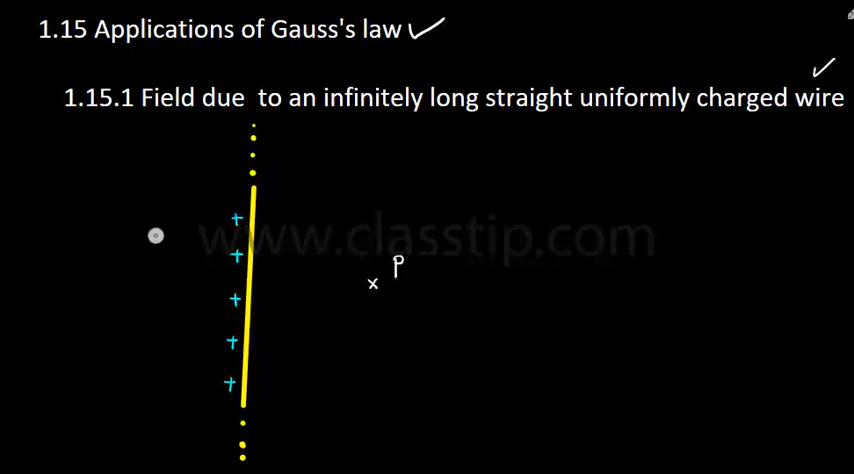 1.15 Applications of Gauss's law
1.15.1 Field due to an infinitely long straight uniformly charged wire
www.classtip.com
+
+
x P
+
+
+